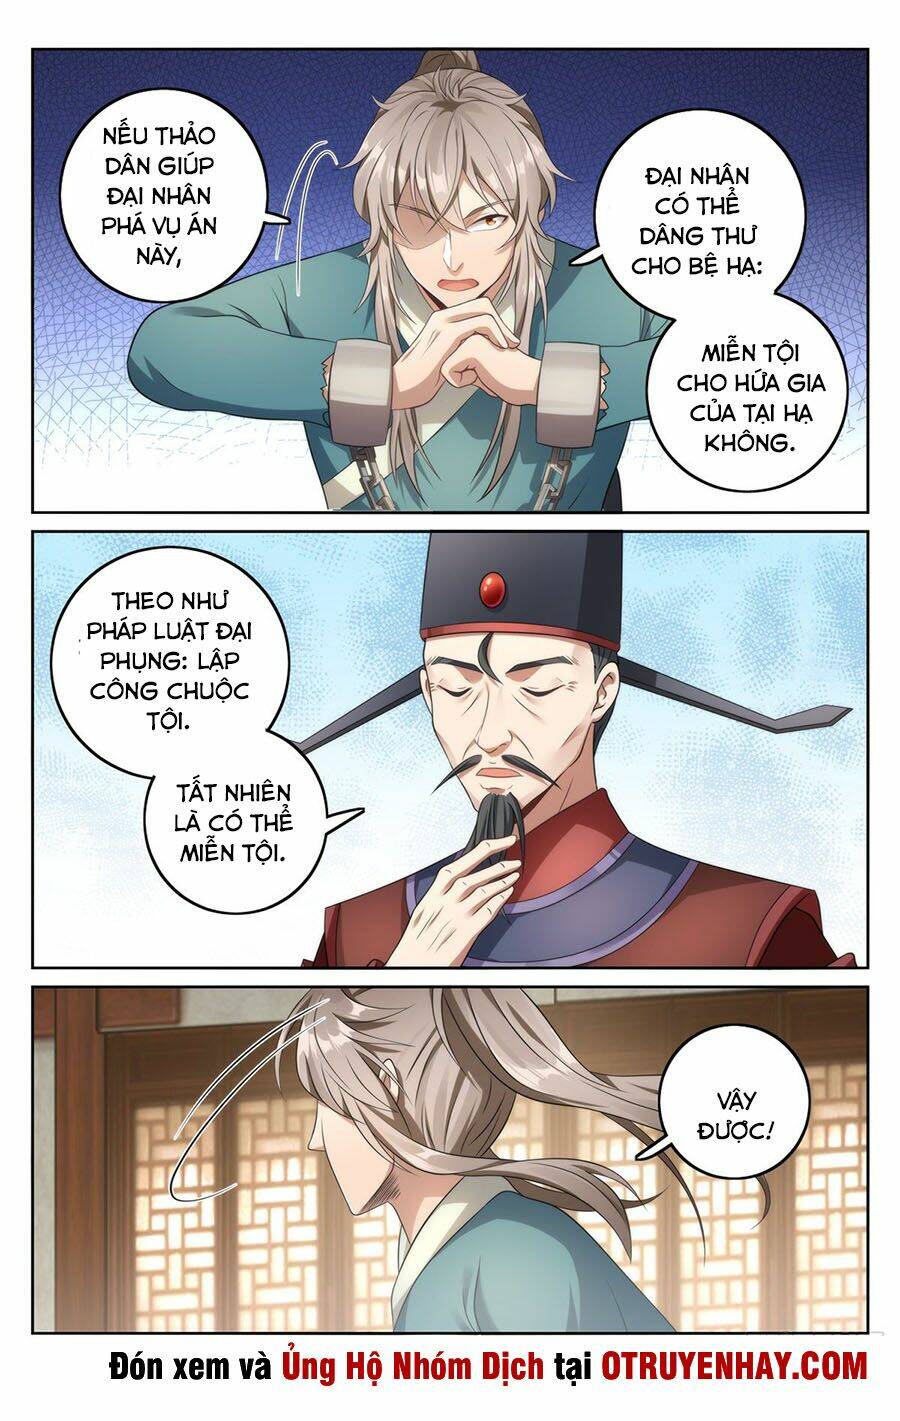 NẾU THẢO
DÂN GIÚP
ĐẠI NHÂN
PHÁ VỤ ÁN
NÀY,
ĐẠI NHÂN
CÓ THỂ
DÂNG THƯ
CHO BỆ HẠ:
MIỄN TỘI
CHO HỨA GIA
CỦA TẠI HẠ
KHÔNG.
THEO NHƯ
PHÁP LUẬT ĐẠI
PHỤNG: LẬP
CÔNG CHUỘC
TỘI.
TẤT NHIÊN
LÀ CÓ THỂ
MIỄN TỘI.
VẬY
ĐƯỢC!
Đón xem và Ủng Hộ Nhóm Dịch tại OTRUYENHAY.COM